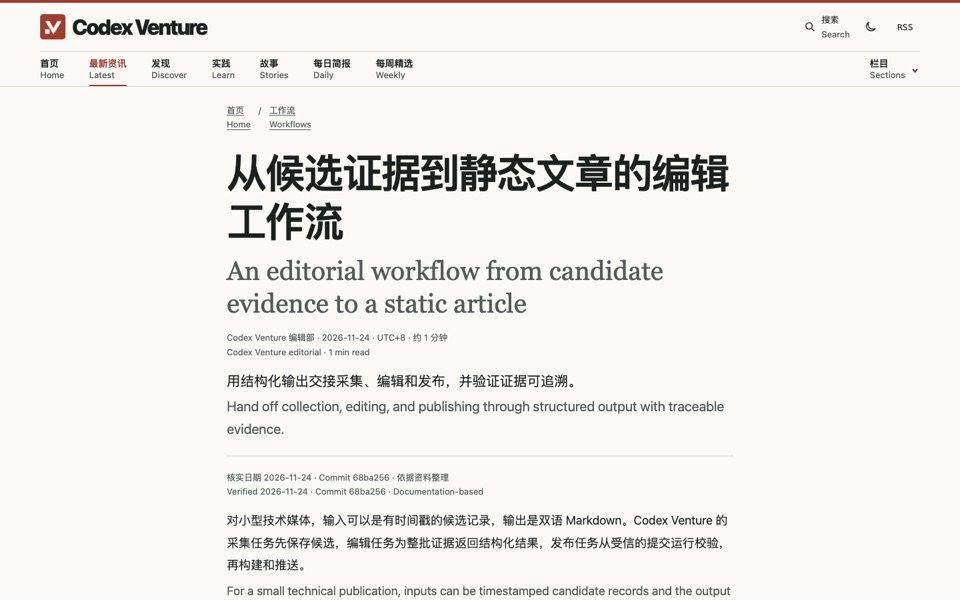 Codex Venture
搜索
Search
RSS
首页
Home
最新资讯
Latest
发现
Discover
实践
Learn
故事
Stories
每日简报
Daily
每周精选
Weekly
栏目
Sections
首页 / 工作流
Home Workflows
从候选证据到静态文章的编辑
工作流
An editorial workflow from candidate
evidence to a static article
Codex Venture 编辑部 · 2026-11-24 · UTC+8 · 约 1 分钟
Codex Venture editorial · 1 min read
用结构化输出交接采集、编辑和发布，并验证证据可追溯。
Hand off collection, editing, and publishing through structured output with traceable
evidence.
核实日期 2026-11-24 · Commit 68ba256 · 依据资料整理
Verified 2026-11-24 · Commit 68ba256 · Documentation-based
对小型技术媒体，输入可以是有时间戳的候选记录，输出是双语 Markdown。Codex Venture 的
采集任务先保存候选，编辑任务为整批证据返回结构化结果，发布任务从受信的提交运行校验，
再构建和推送。
For a small technical publication, inputs can be timestamped candidate records and the output